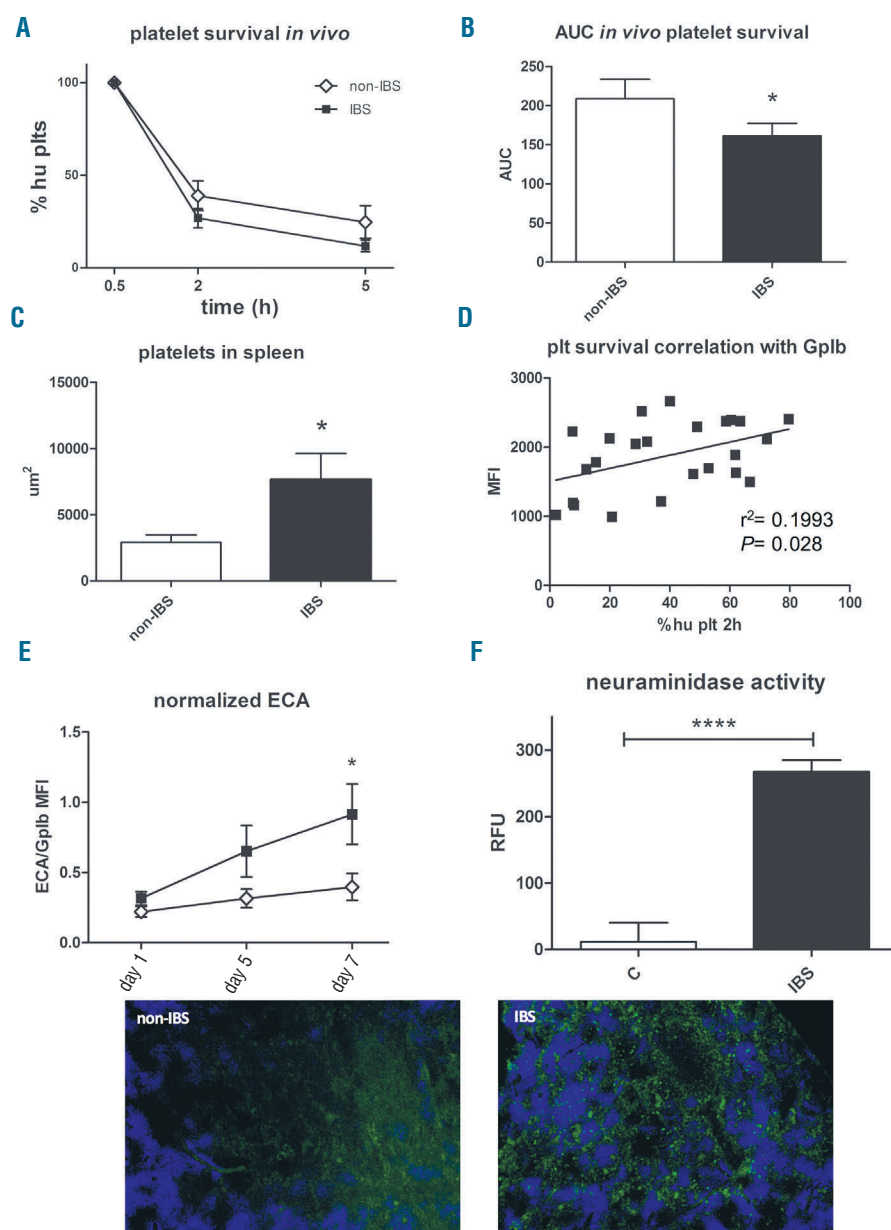 A
platelet survival in vivo
100
50
0
% hu plts
non-IBS
IBS
0.5
2
5
time (h)
B
AUC in vivo platelet survival
250
200
150
100
50
0
AUC
*
non-IBS
IBS
C
platelets in spleen
15000
10000
5000
0
um²
*
non-IBS
IBS
D
plt survival correlation with GpIb
3000
2000
1000
0
MFI
r²= 0.1993
P= 0.028
0
20
40
60
80
100
%hu plt 2h
E
normalized ECA
1.5
1.0
0.5
0.0
ECA/GpIb MFI
*
day 1
day 5
day 7
F
neuraminidase activity
300
200
100
0
RFU
****
C
IBS
non-IBS
IBS